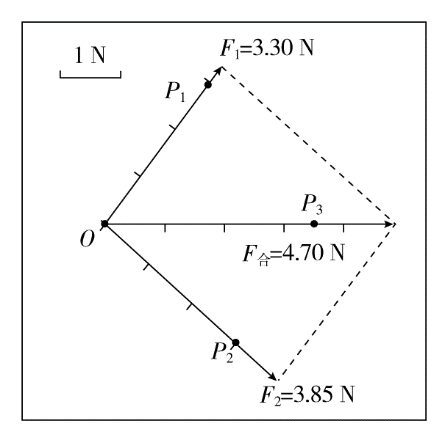 1 N
F₁=3.30 N
P₁
P₃
O
F合=4.70 N
P₂
F₂=3.85 N